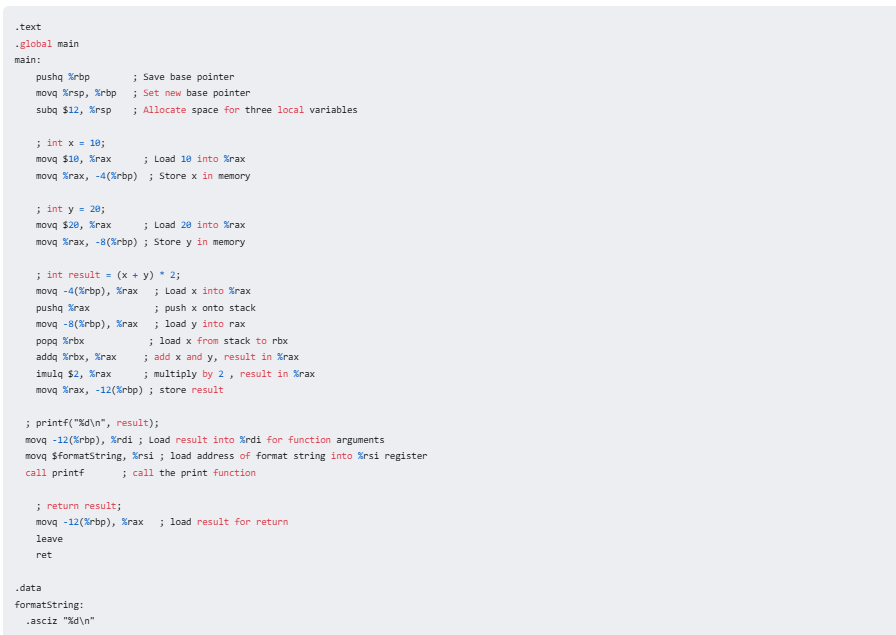 .text
.global main
main:
    pushq %rbp        ; Save base pointer
    movq %rsp, %rbp   ; Set new base pointer
    subq $12, %rsp    ; Allocate space for three local variables

    ; int x = 10;
    movq $10, %rax      ; Load 10 into %rax
    movq %rax, -4(%rbp)  ; Store x in memory

    ; int y = 20;
    movq $20, %rax      ; Load 20 into %rax
    movq %rax, -8(%rbp) ; Store y in memory

    ; int result = (x + y) * 2;
    movq -4(%rbp), %rax   ; Load x into %rax
    pushq %rax            ; push x onto stack
    movq -8(%rbp), %rax   ; load y into rax
    popq %rbx            ; load x from stack to rbx
    addq %rbx, %rax     ; add x and y, result in %rax
    imulq $2, %rax      ; multiply by 2 , result in %rax
    movq %rax, -12(%rbp) ; store result

  ; printf("%d\n", result);
  movq -12(%rbp), %rdi ; Load result into %rdi for function arguments
  movq $formatString, %rsi ; load address of format string into %rsi register
  call printf       ; call the print function

    ; return result;
    movq -12(%rbp), %rax   ; load result for return
    leave
    ret

.data
formatString:
  .asciz "%d\n"